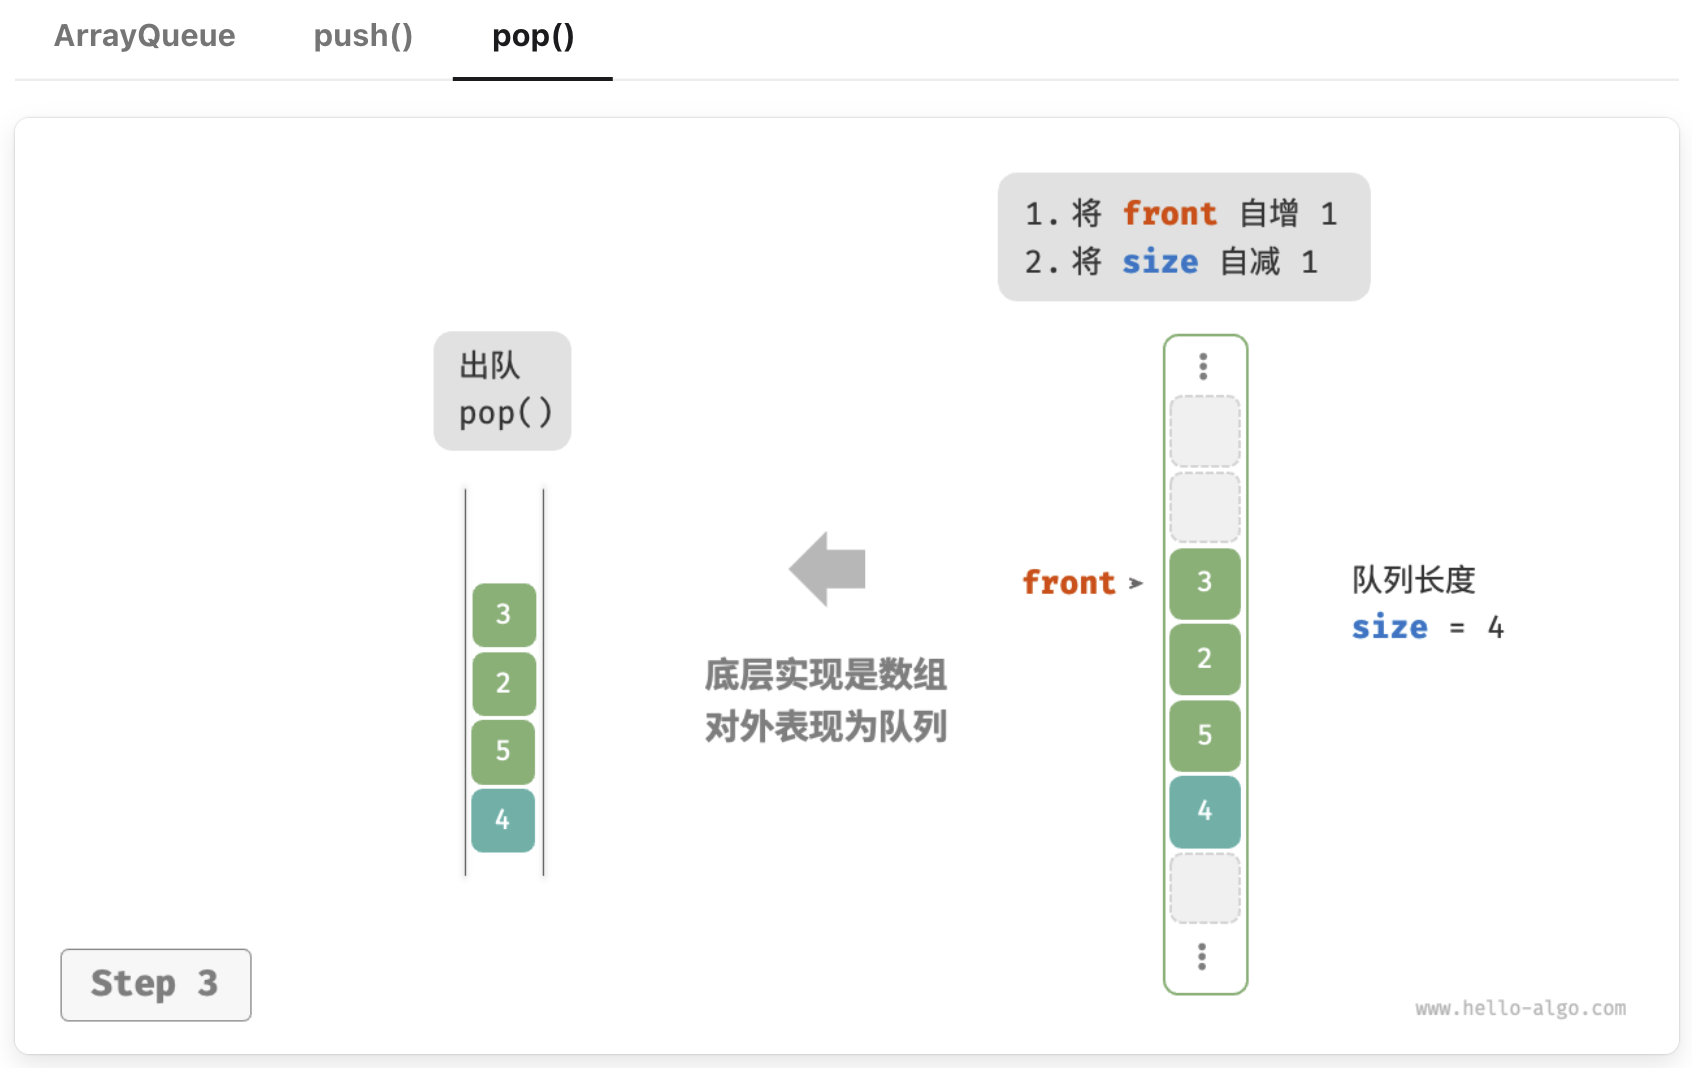 ArrayQueue push() pop()
1. 将 front 自增 1
2. 将 size 自减 1
出队
pop()
3
2
5
4
底层实现是数组
对外表现为队列
front
3
2
5
4
队列长度
size = 4
Step 3
www.hello-algo.com